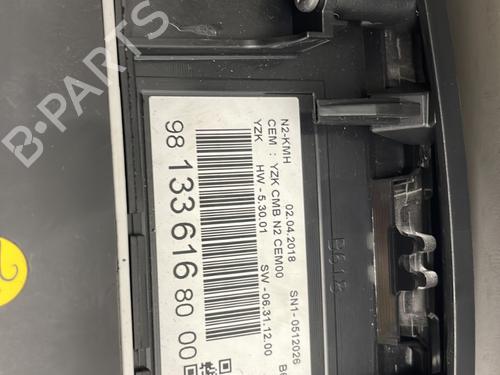 N2-KMH 02.04.2018 SN1-0512026
CEM : YZK CMB N2 CEM00
YZK HW-5.30.01 SW-06.31.12.00
98 133 616 80 00
B618
B-PARTS